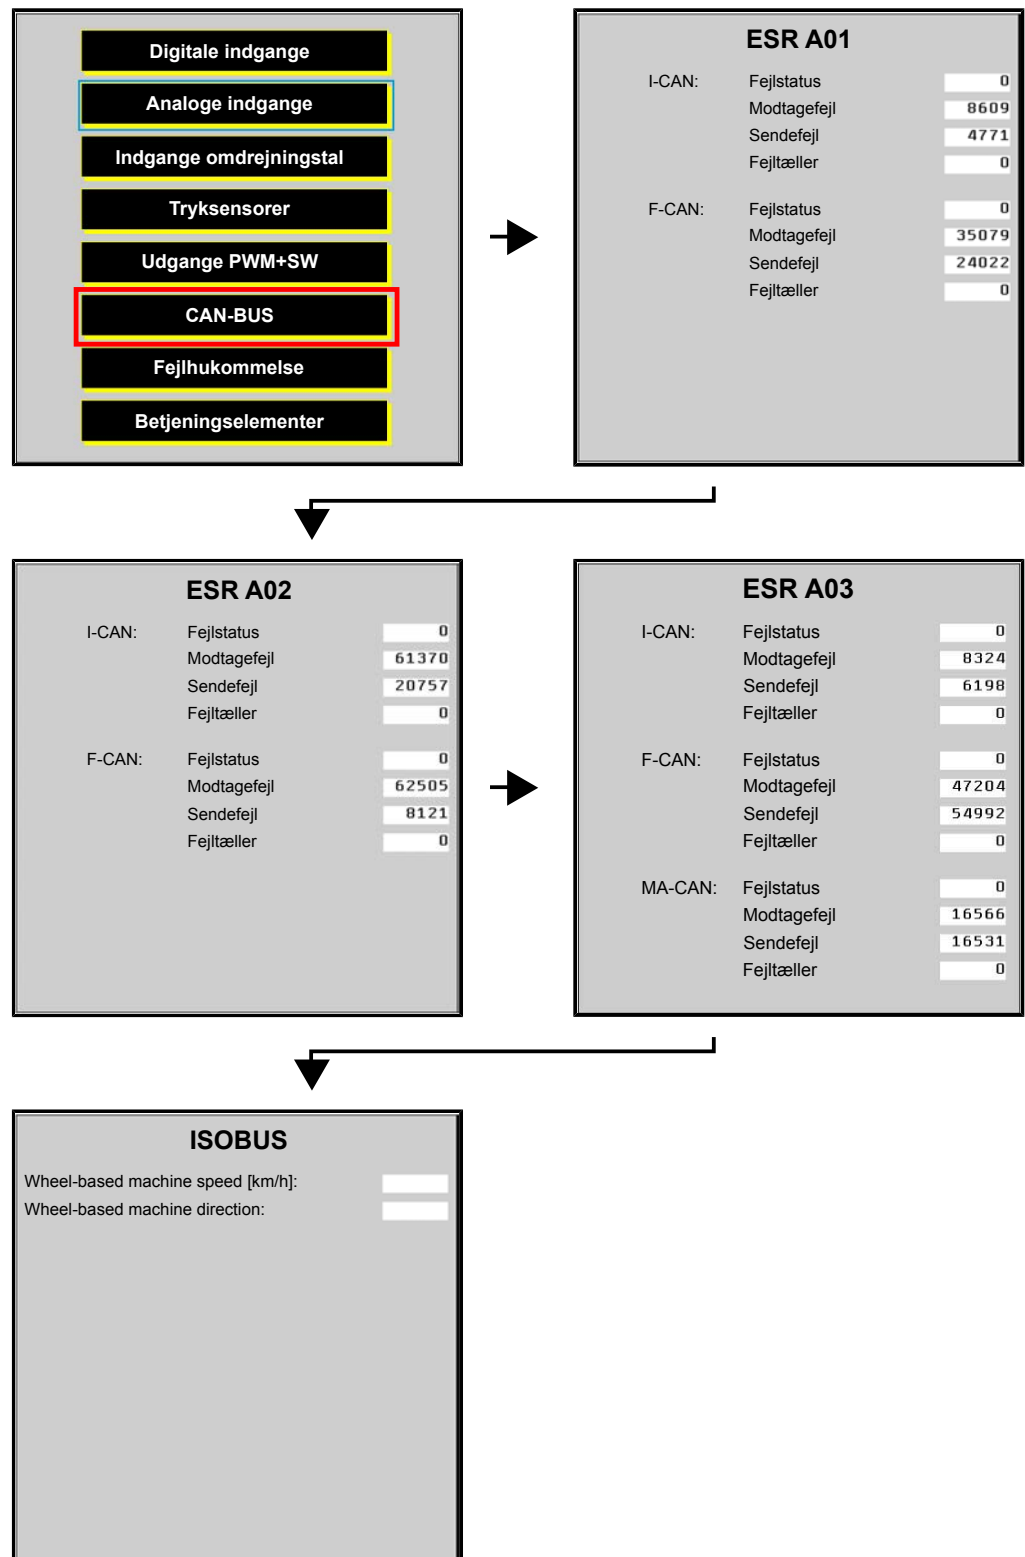 Digitale indgange
Analoge indgange
Indgange omdrejningstal
Tryksensorer
Udgange PWM+SW
CAN-BUS
Fejlhukommelse
Betjeningselementer
ESR A01
I-CAN: Fejlstatus 0
Modtagefejl 8609
Sendefejl 4771
Fejltæller 0
F-CAN: Fejlstatus 0
Modtagefejl 35079
Sendefejl 24022
Fejltæller 0
ESR A02
I-CAN: Fejlstatus 0
Modtagefejl 61370
Sendefejl 20757
Fejltæller 0
F-CAN: Fejlstatus 0
Modtagefejl 62505
Sendefejl 8121
Fejltæller 0
ESR A03
I-CAN: Fejlstatus 0
Modtagefejl 8324
Sendefejl 6198
Fejltæller 0
F-CAN: Fejlstatus 0
Modtagefejl 47204
Sendefejl 54992
Fejltæller 0
MA-CAN: Fejlstatus 0
Modtagefejl 16566
Sendefejl 16531
Fejltæller 0
ISOBUS
Wheel-based machine speed [km/h]:
Wheel-based machine direction: